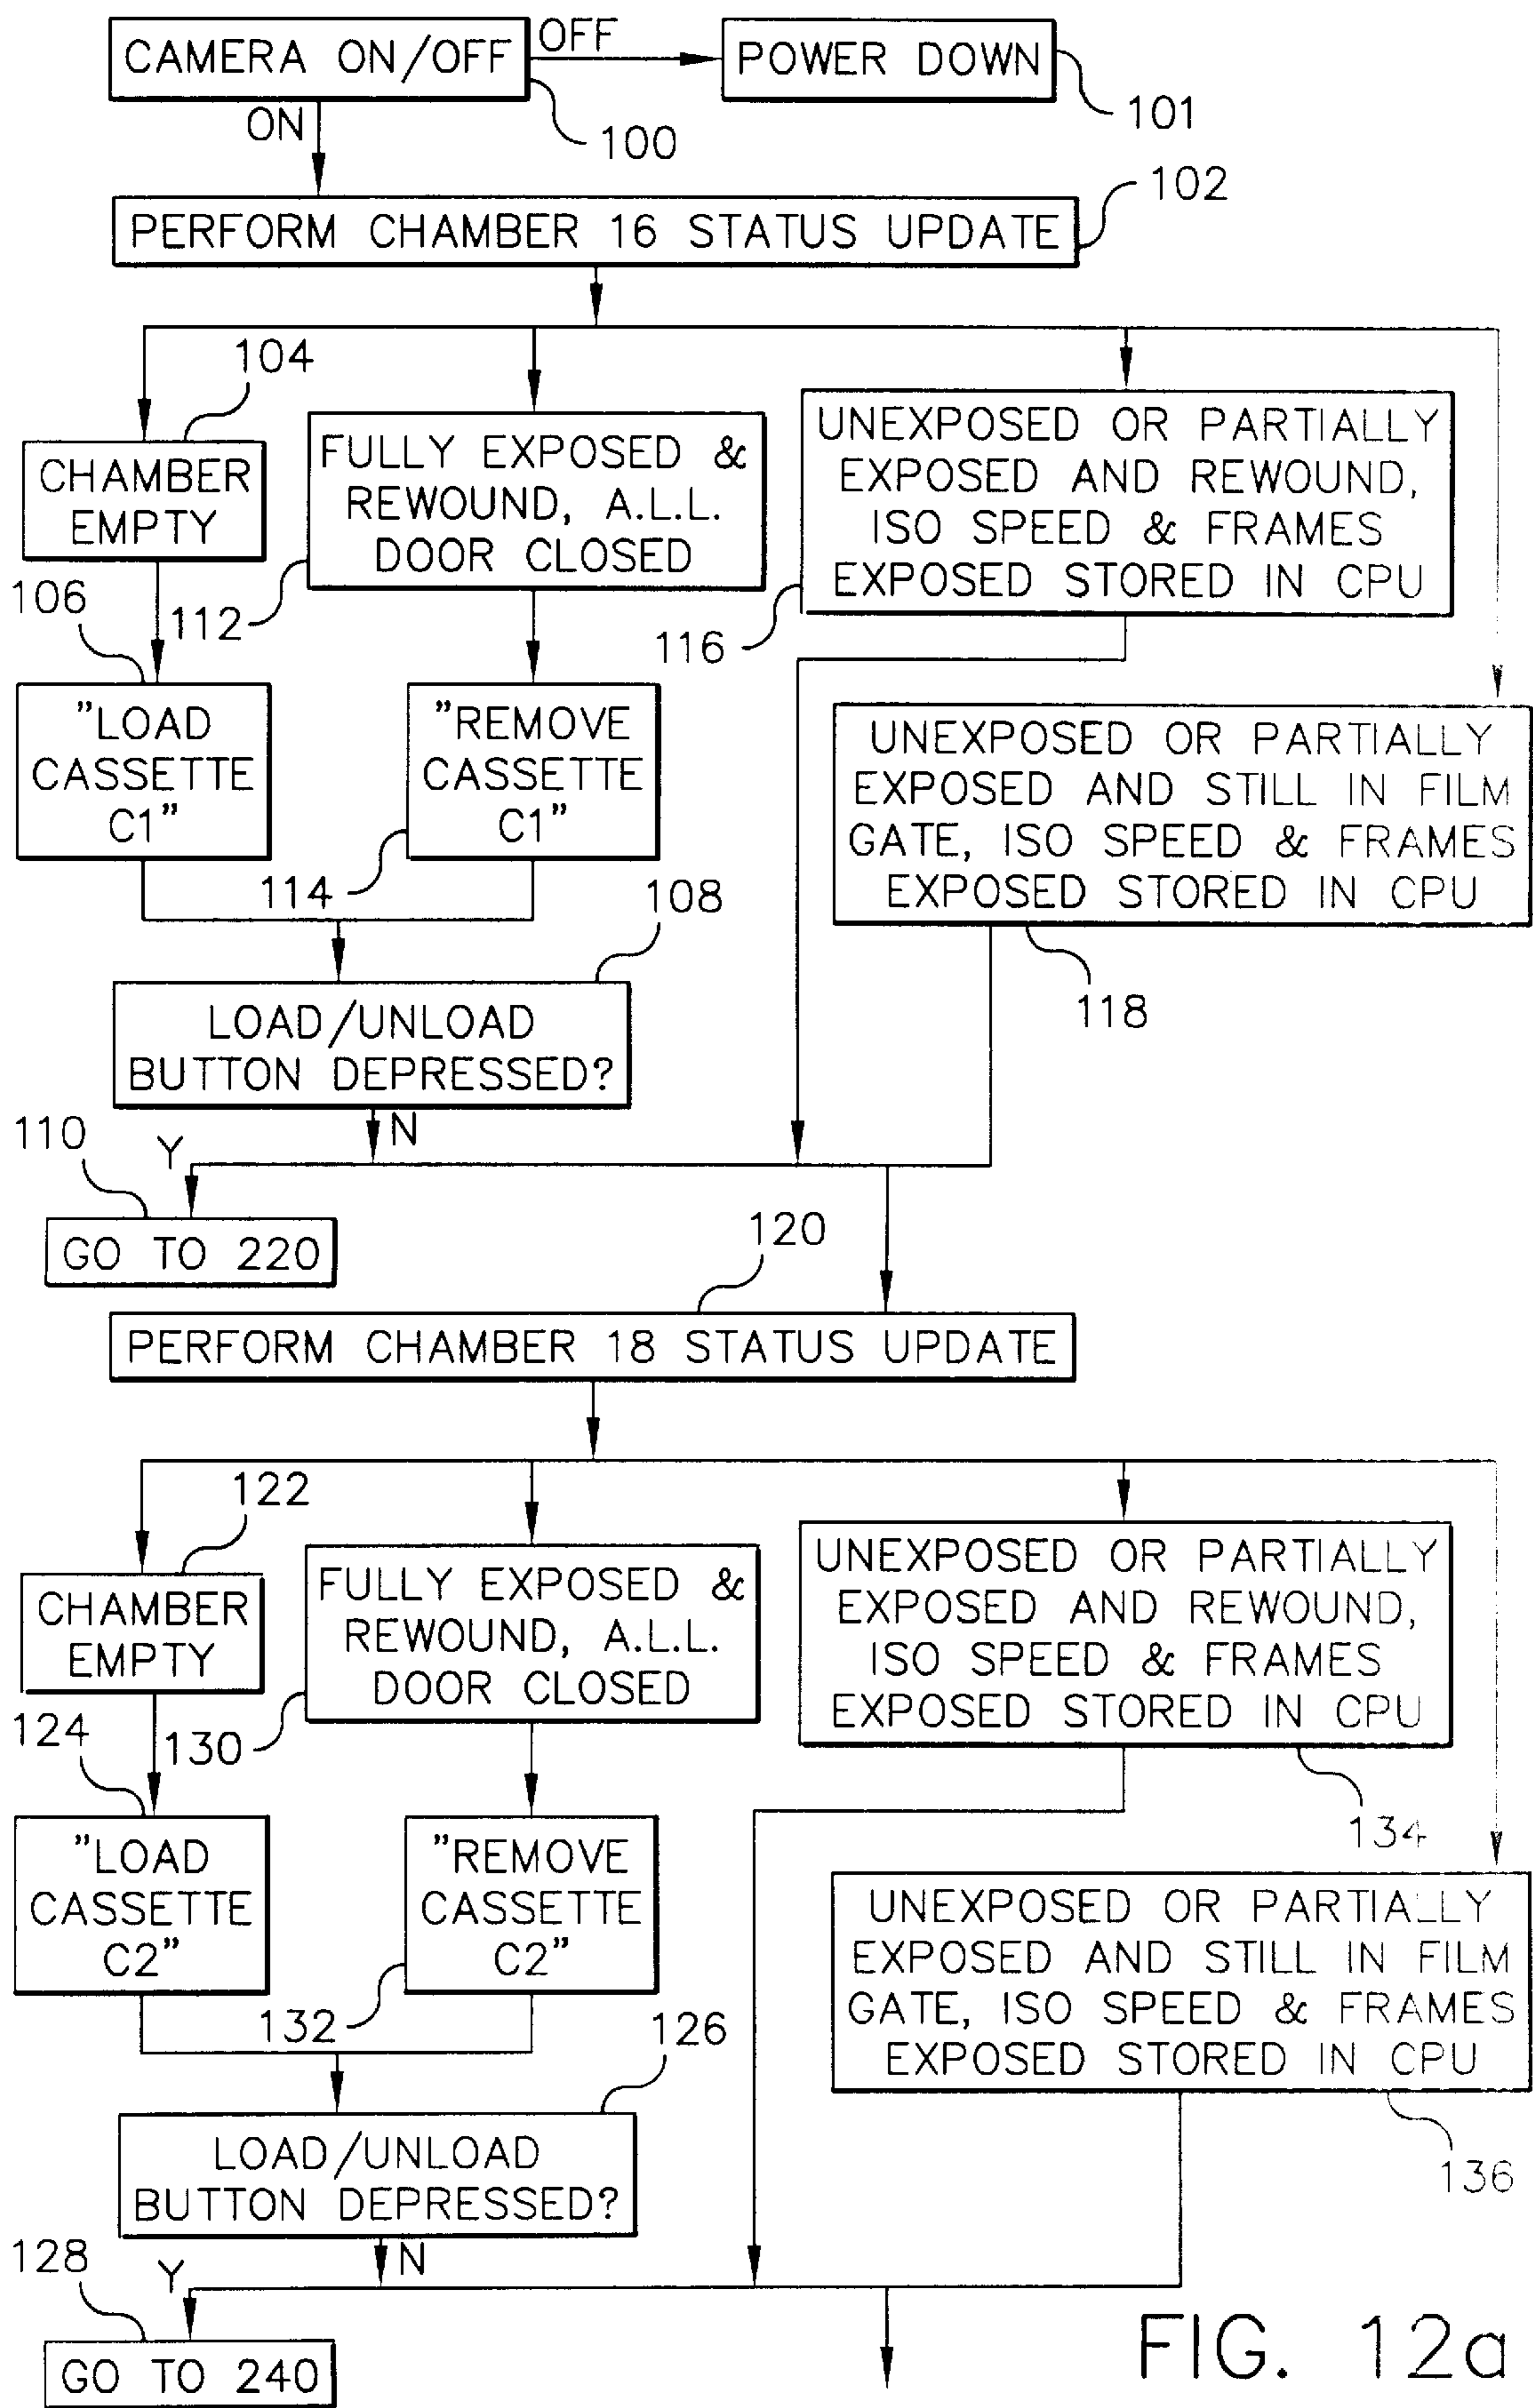 CAMERA ON/OFF
OFF
POWER DOWN
101
ON
100
102
PERFORM CHAMBER 16 STATUS UPDATE
104
CHAMBER
EMPTY
FULLY EXPOSED &
REWOUND, A.L.L.
DOOR CLOSED
UNEXPOSED OR PARTIALLY
EXPOSED AND REWOUND,
ISO SPEED & FRAMES
EXPOSED STORED IN CPU
106
112
116
"LOAD
CASSETTE
C1"
"REMOVE
CASSETTE
C1"
UNEXPOSED OR PARTIALLY
EXPOSED AND STILL IN FILM
GATE, ISO SPEED & FRAMES
EXPOSED STORED IN CPU
114
108
118
LOAD/UNLOAD
BUTTON DEPRESSED?
110
Y
N
GO TO 220
120
PERFORM CHAMBER 18 STATUS UPDATE
122
CHAMBER
EMPTY
FULLY EXPOSED &
REWOUND, A.L.L.
DOOR CLOSED
UNEXPOSED OR PARTIALLY
EXPOSED AND REWOUND,
ISO SPEED & FRAMES
EXPOSED STORED IN CPU
124
130
134
"LOAD
CASSETTE
C2"
"REMOVE
CASSETTE
C2"
UNEXPOSED OR PARTIALLY
EXPOSED AND STILL IN FILM
GATE, ISO SPEED & FRAMES
EXPOSED STORED IN CPU
132
126
136
LOAD/UNLOAD
BUTTON DEPRESSED?
128
Y
N
GO TO 240
FIG. 12a